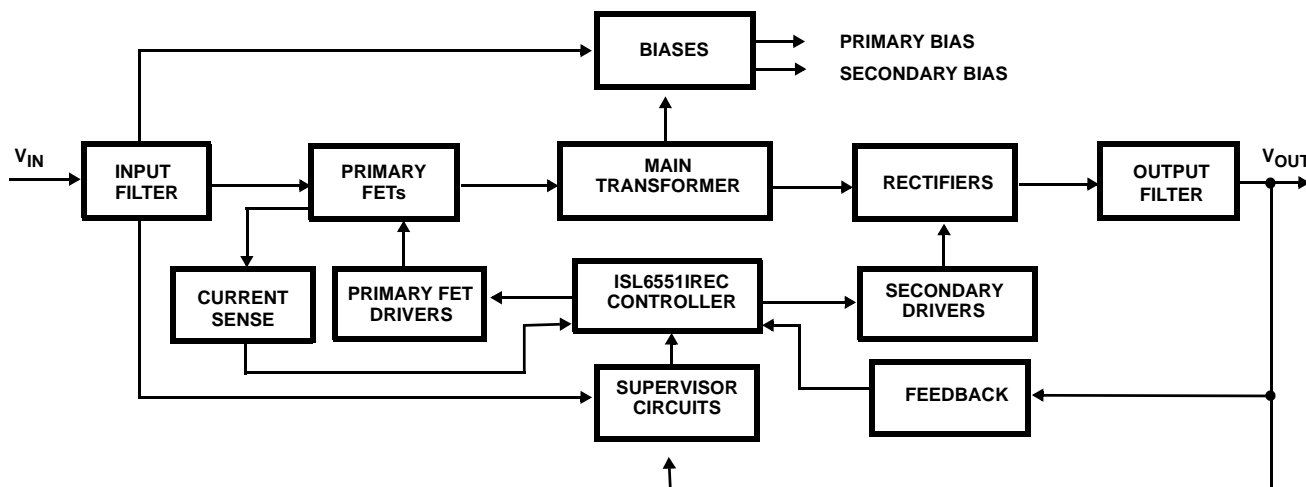 BIASES
PRIMARY BIAS
SECONDARY BIAS
VIN
INPUT
FILTER
PRIMARY
FETs
MAIN
TRANSFORMER
RECTIFIERS
OUTPUT
FILTER
VOUT
CURRENT
SENSE
PRIMARY FET
DRIVERS
ISL6551IREC
CONTROLLER
SECONDARY
DRIVERS
SUPERVISOR
CIRCUITS
FEEDBACK